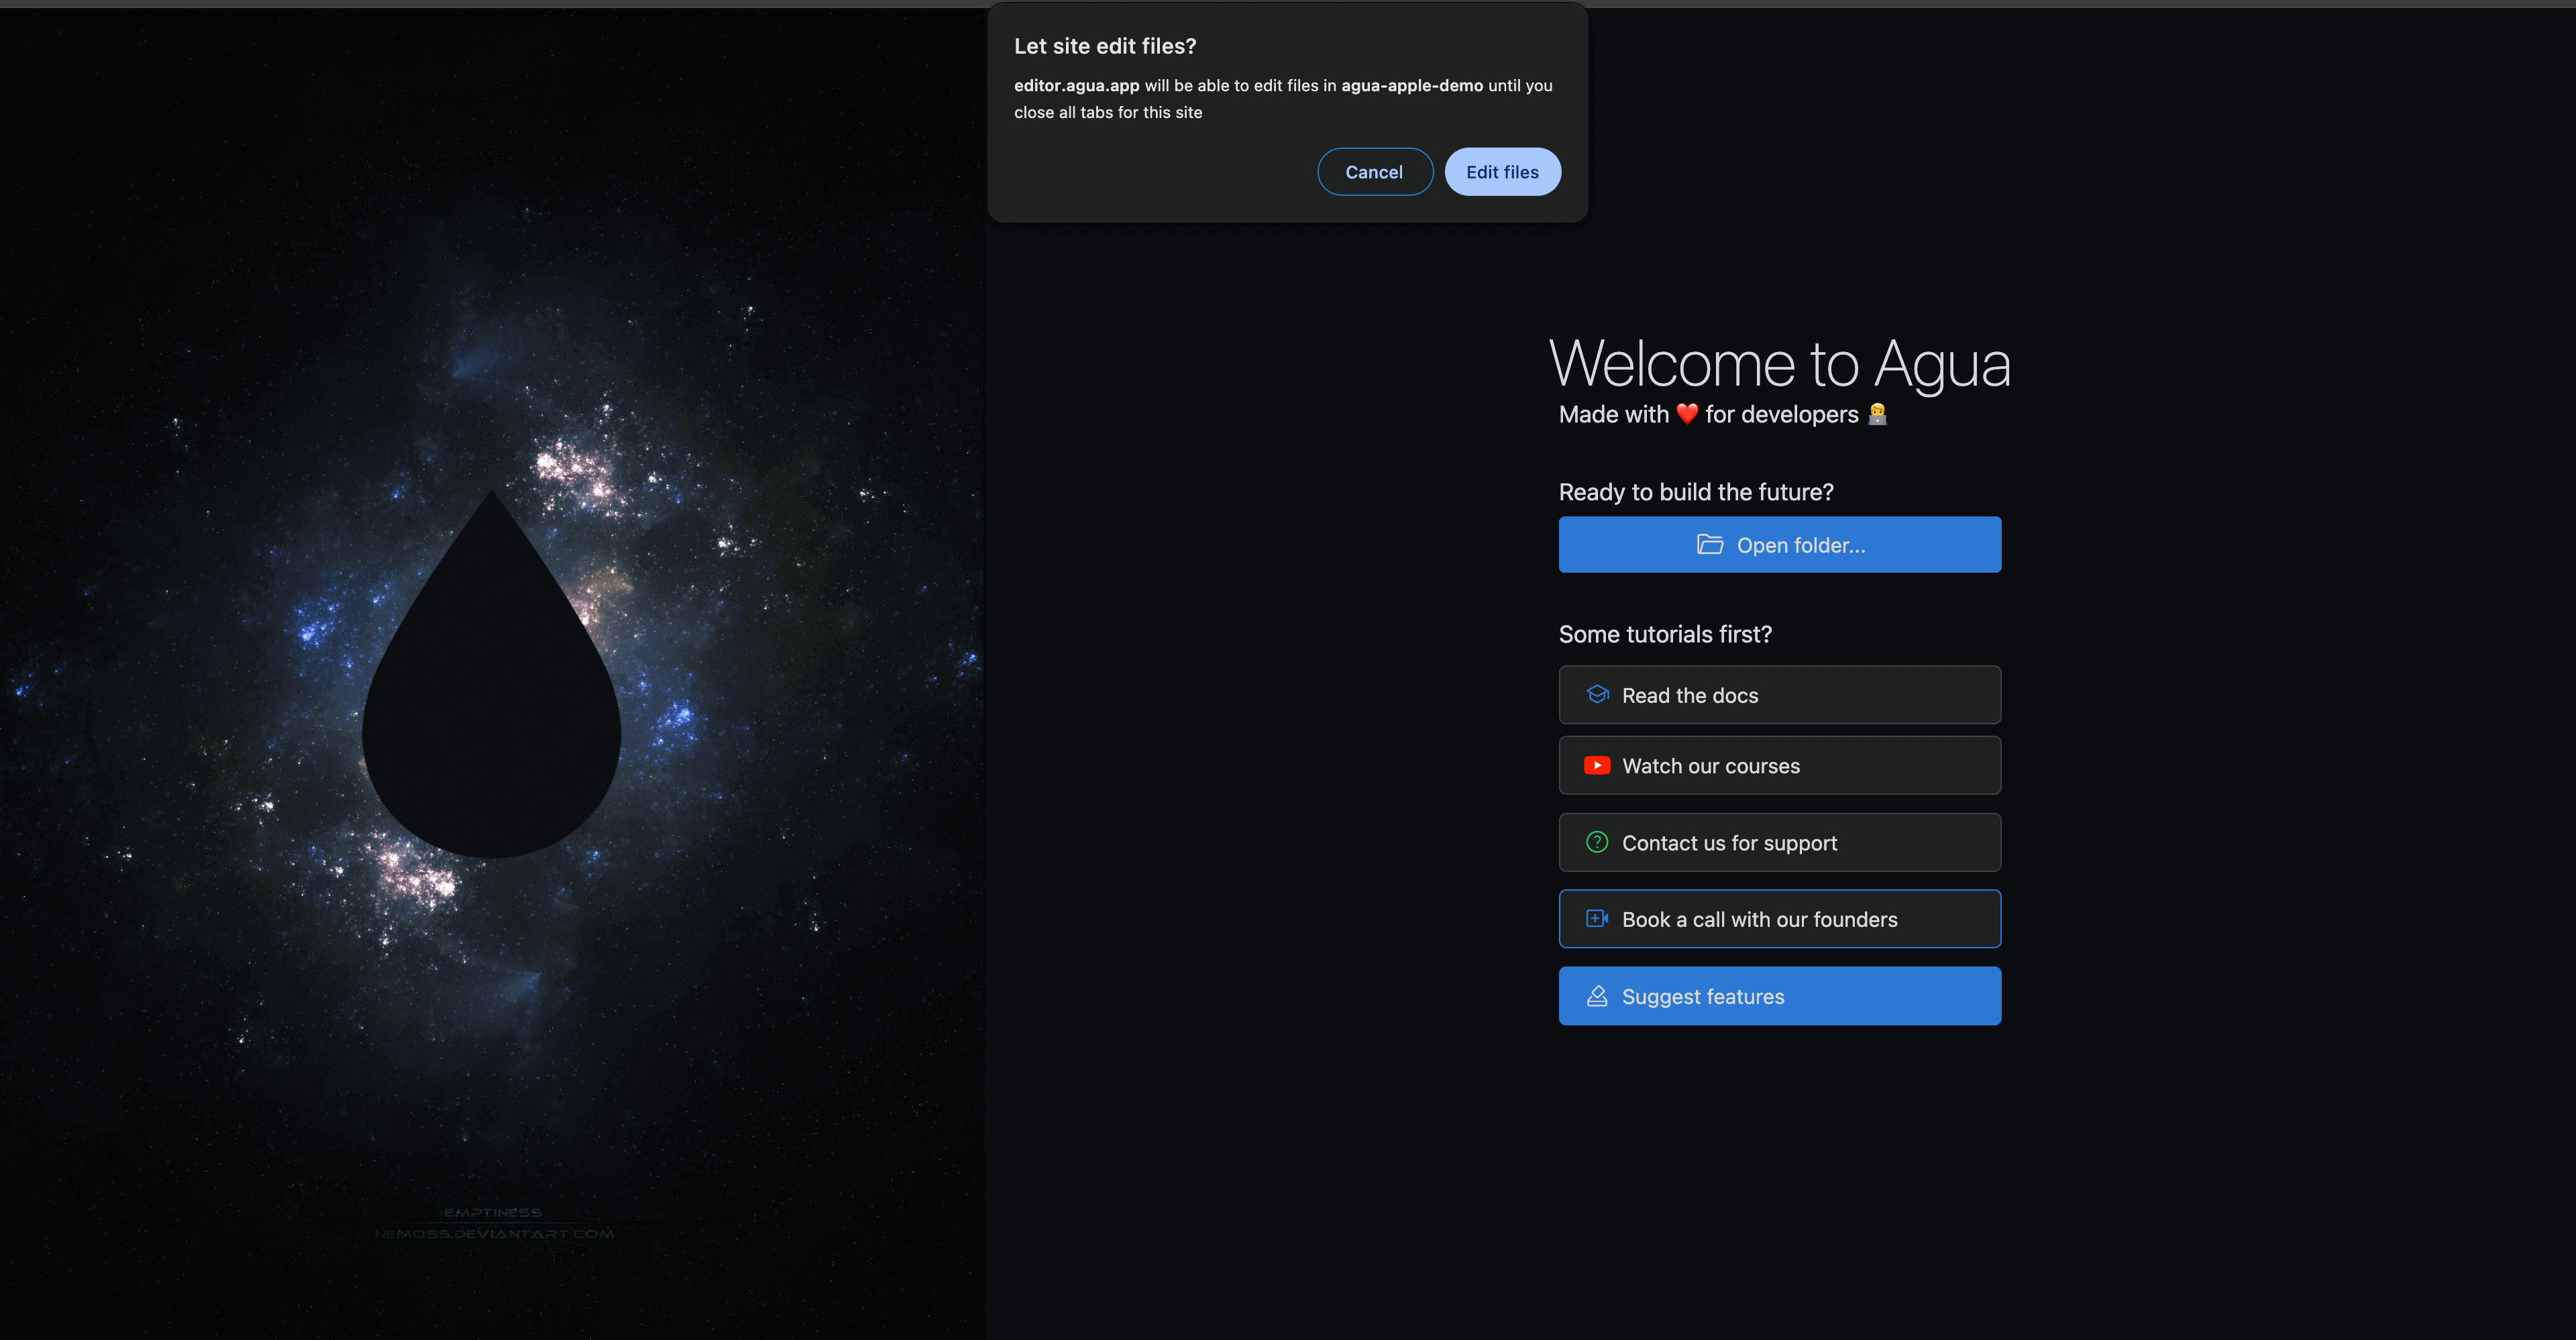 Let site edit files?
editor.agua.app will be able to edit files in agua-apple-demo until you
close all tabs for this site
Cancel
Edit files
Welcome to Agua
Made with ❤️ for developers 🧑‍💻
Ready to build the future?
Open folder...
Some tutorials first?
Read the docs
Watch our courses
Contact us for support
Book a call with our founders
Suggest features
EMPTINESS
NEMOSS.DEVIANTART.COM